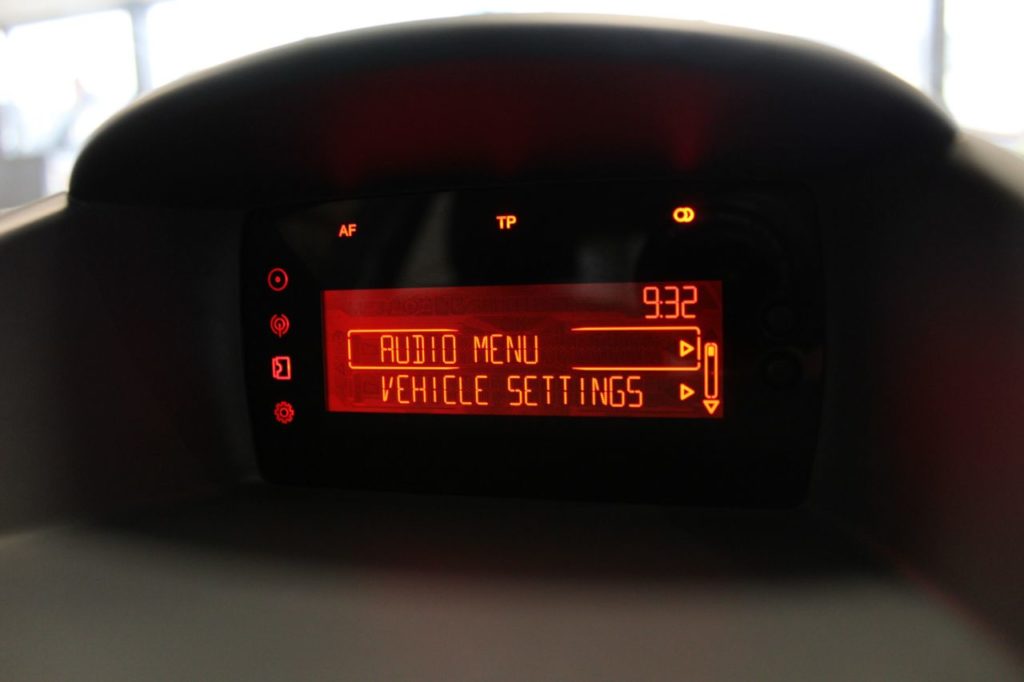 AF TP
9:32
AUDIO MENU
VEHICLE SETTINGS